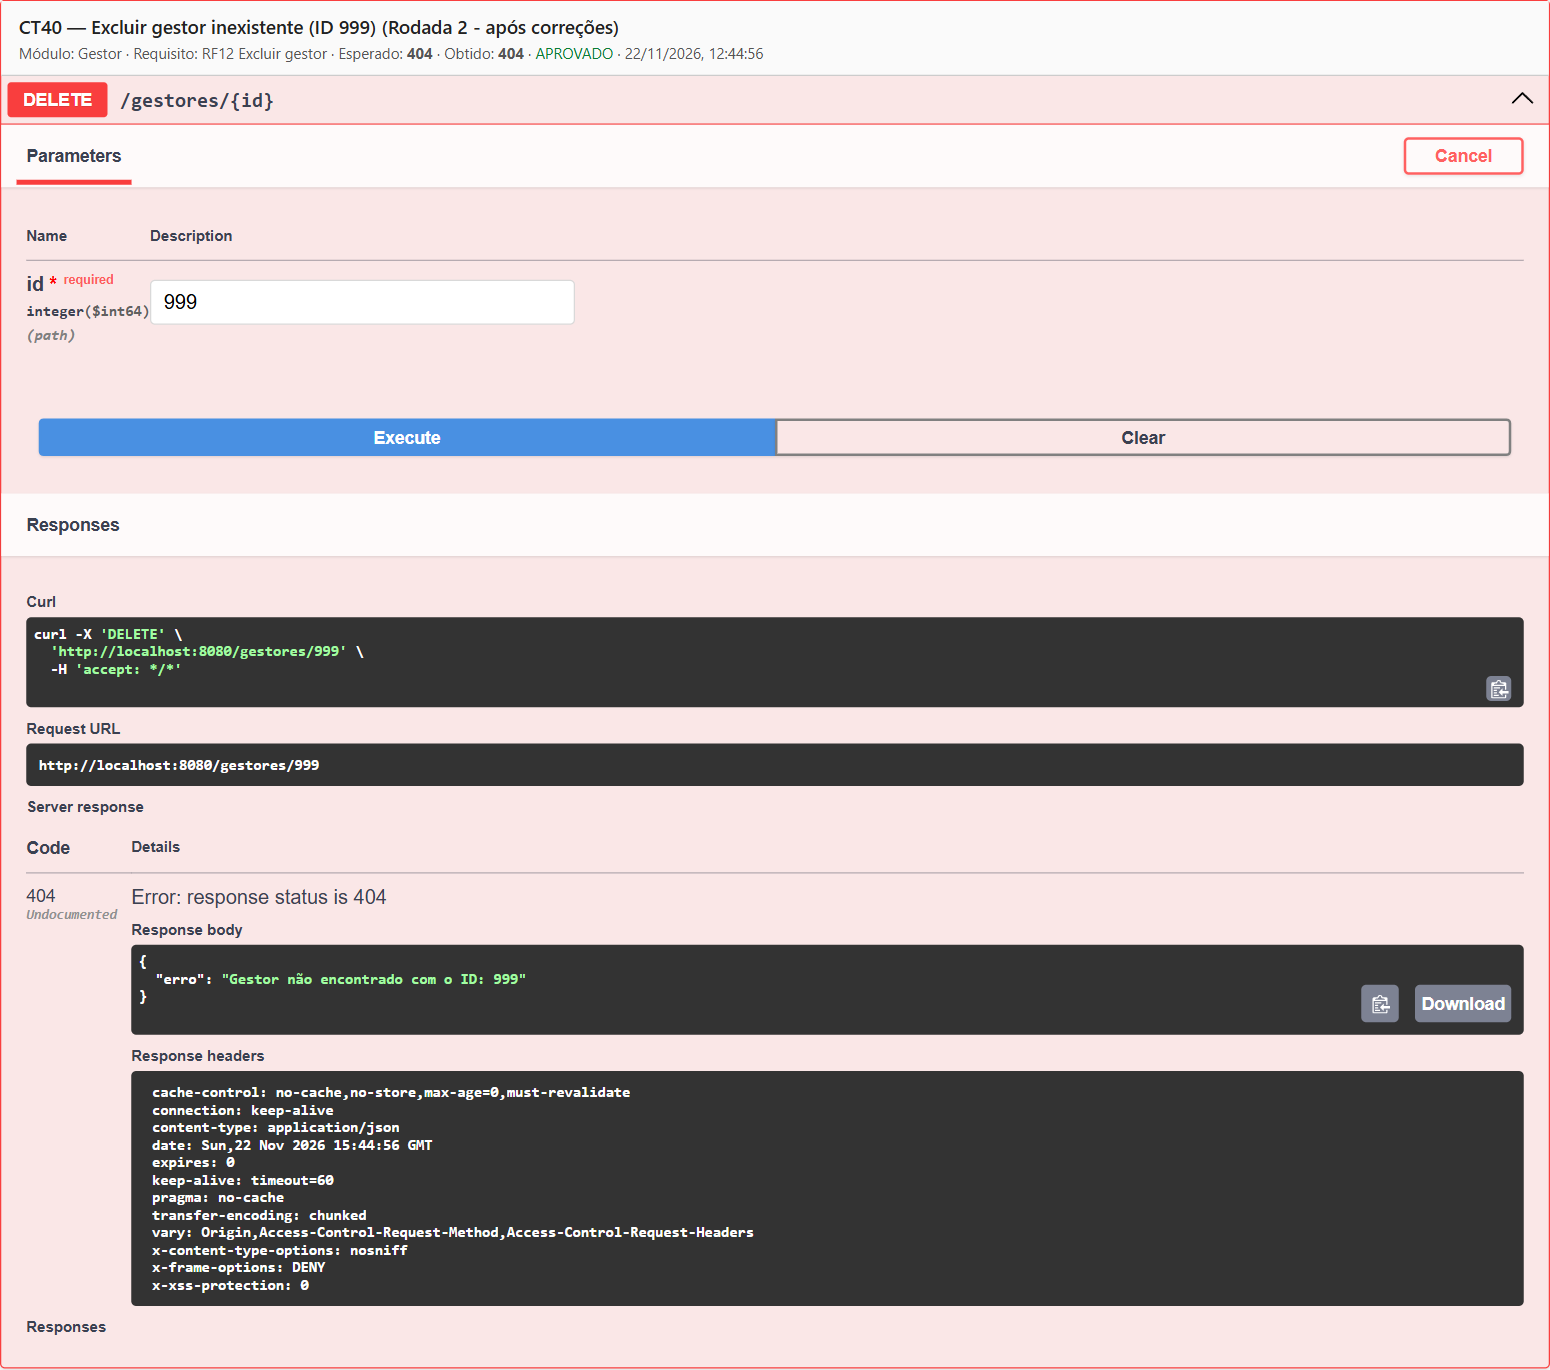 CT40 — Excluir gestor inexistente (ID 999) (Rodada 2 - após correções)
Módulo: Gestor · Requisito: RF12 Excluir gestor · Esperado: 404 · Obtido: 404 · APROVADO · 22/11/2026, 12:44:56
DELETE /gestores/{id}
Parameters
Cancel
Name Description
id * required
integer($int64)
(path)
999
Execute Clear
Responses
Curl
curl -X 'DELETE' \
'http://localhost:8080/gestores/999' \
-H 'accept: */*'
Request URL
http://localhost:8080/gestores/999
Server response
Code Details
404
Undocumented
Error: response status is 404
Response body
{
"erro": "Gestor não encontrado com o ID: 999"
}
Download
Response headers
cache-control: no-cache,no-store,max-age=0,must-revalidate
connection: keep-alive
content-type: application/json
date: Sun,22 Nov 2026 15:44:56 GMT
expires: 0
keep-alive: timeout=60
pragma: no-cache
transfer-encoding: chunked
vary: Origin,Access-Control-Request-Method,Access-Control-Request-Headers
x-content-type-options: nosniff
x-frame-options: DENY
x-xss-protection: 0
Responses